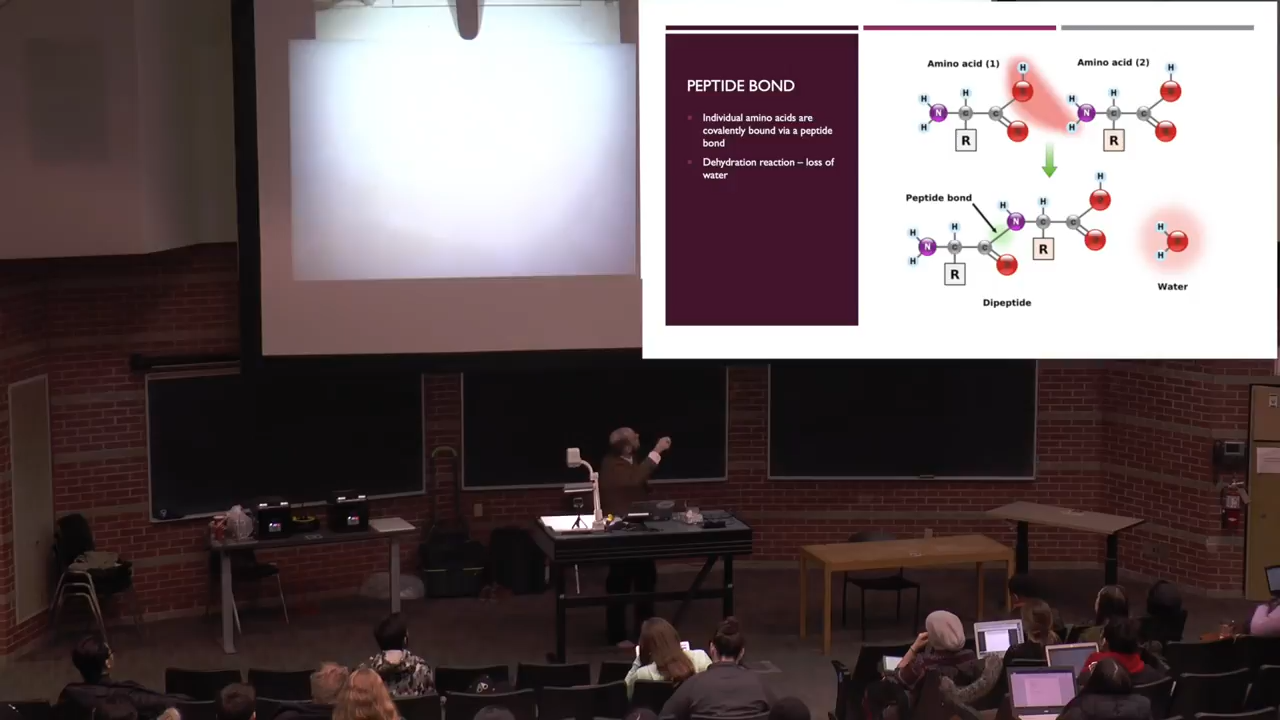 PEPTIDE BOND
Individual amino acids are
covalently bound via a peptide
bond
Dehydration reaction – loss of
water
Amino acid (1)
Amino acid (2)
H
H
H
H
H
H
N
C
C
N
C
C
H
H
R
R
H
Peptide bond
H
H
N
C
C
H
H
H
N
C
C
H
R
R
H
H
Water
Dipeptide